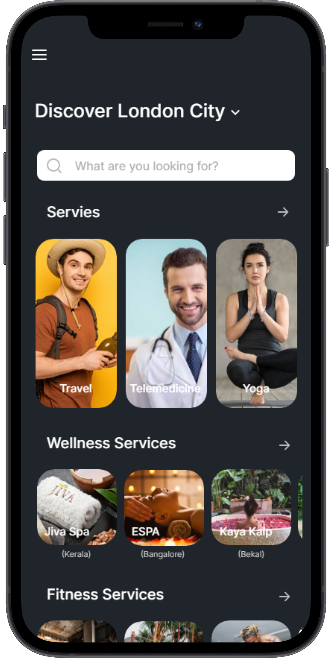 Discover London City
What are you looking for?
Servies
Travel
Telemedicine
Yoga
Wellness Services
JIVA
Jiva Spa
ESPA
Kaya Kalp
(Kerala)
(Bangalore)
(Bekal)
Fitness Services